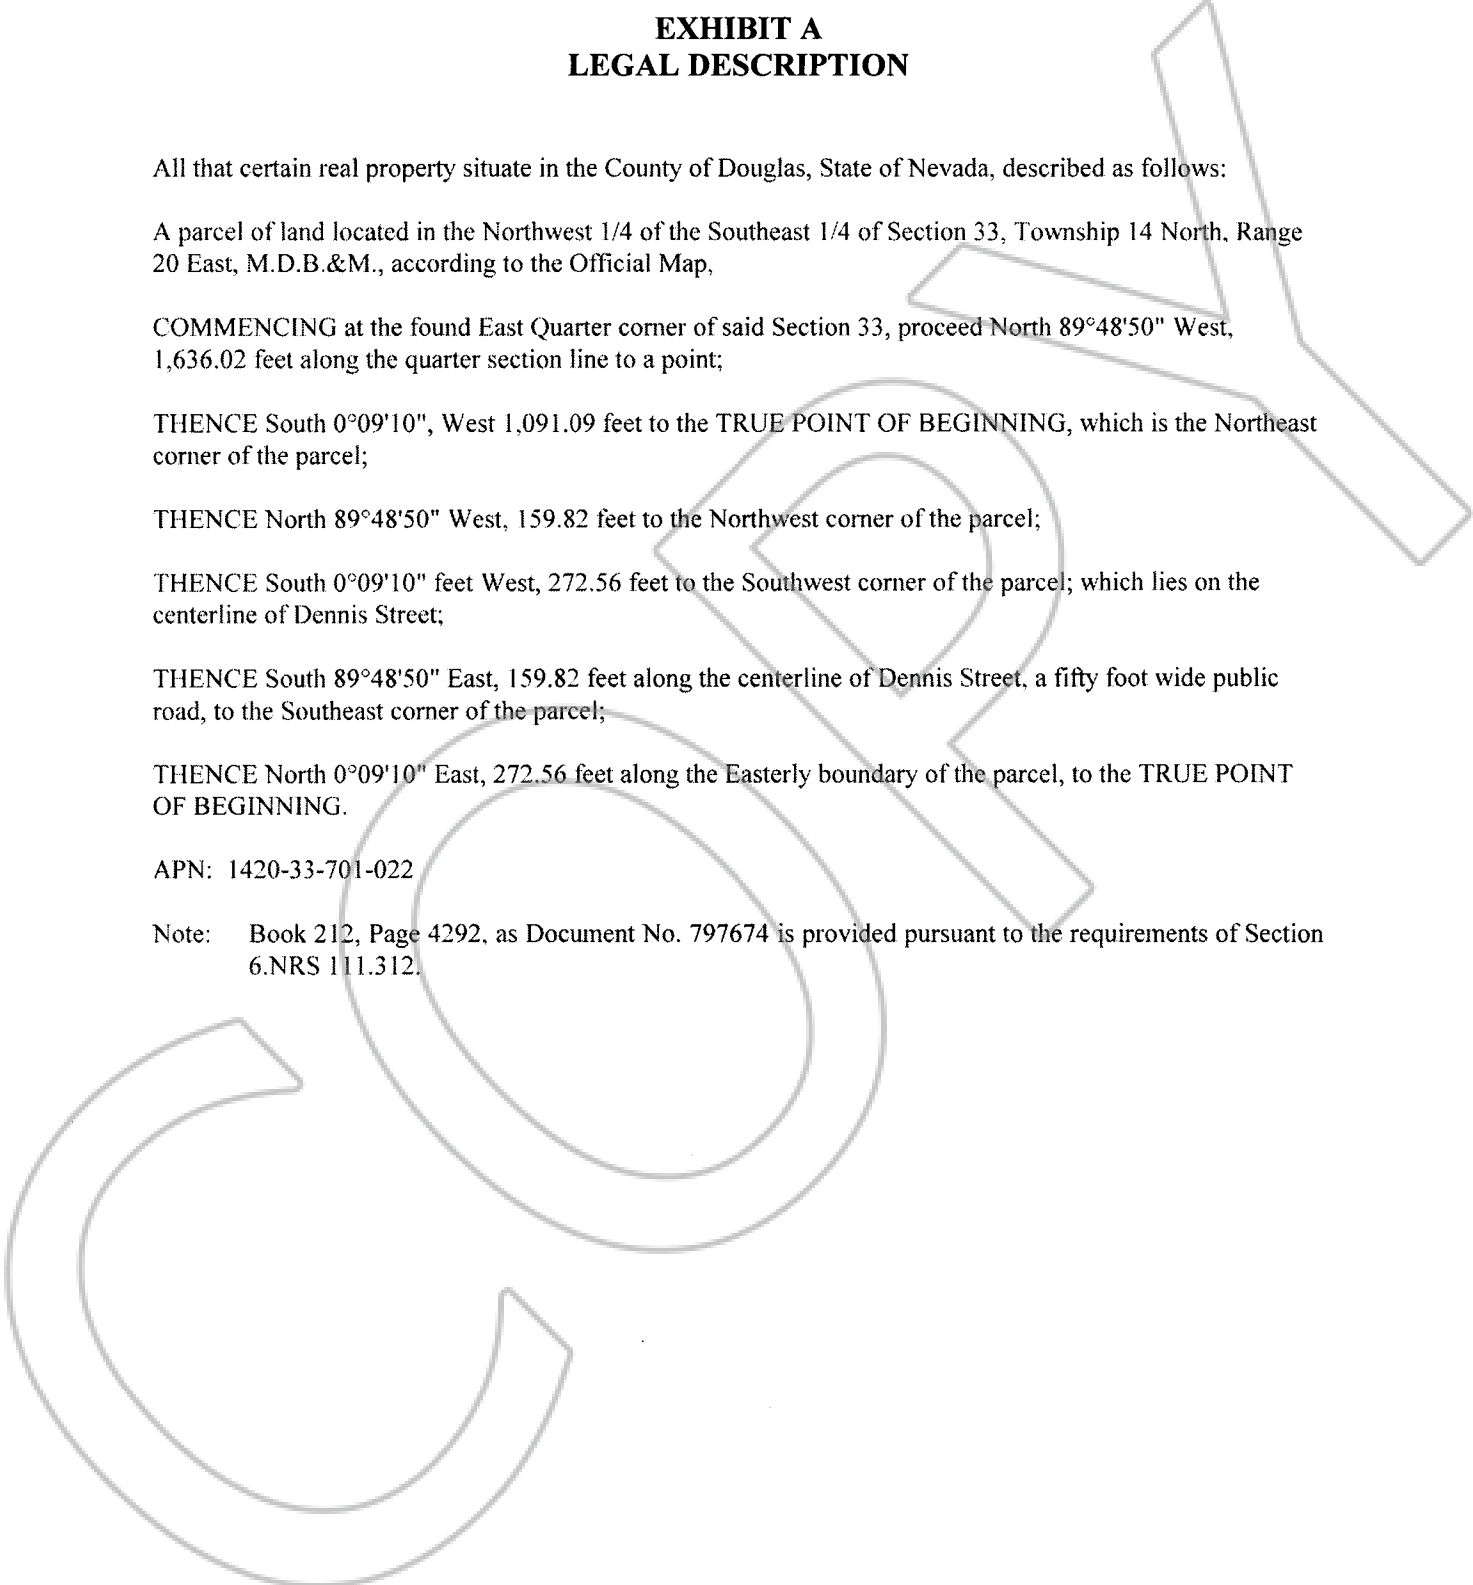 EXHIBIT A
LEGAL DESCRIPTION
All that certain real property situate in the County of Douglas, State of Nevada, described as follows:
A parcel of land located in the Northwest 1/4 of the Southeast 1/4 of Section 33, Township 14 North, Range
20 East, M.D.B.&M., according to the Official Map,
COMMENCING at the found East Quarter corner of said Section 33, proceed North 89°48'50" West,
1,636.02 feet along the quarter section line to a point;
THENCE South 0°09'10", West 1,091.09 feet to the TRUE POINT OF BEGINNING, which is the Northeast
corner of the parcel;
THENCE North 89°48'50" West, 159.82 feet to the Northwest corner of the parcel;
THENCE South 0°09'10" feet West, 272.56 feet to the Southwest corner of the parcel; which lies on the
centerline of Dennis Street;
THENCE South 89°48'50" East, 159.82 feet along the centerline of Dennis Street, a fifty foot wide public
road, to the Southeast corner of the parcel;
THENCE North 0°09'10" East, 272.56 feet along the Easterly boundary of the parcel, to the TRUE POINT
OF BEGINNING.
APN: 1420-33-701-022
Note: Book 212, Page 4292, as Document No. 797674 is provided pursuant to the requirements of Section
6.NRS 111.312.
COPY